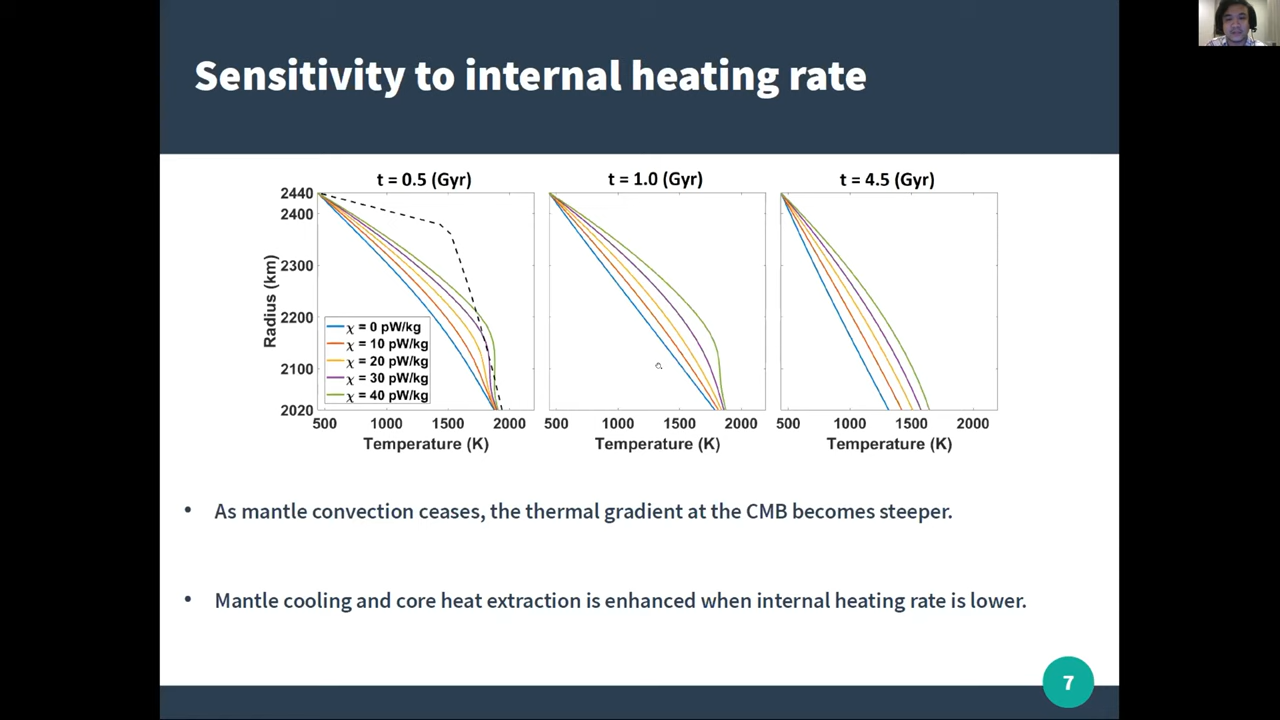 Sensitivity to internal heating rate
t = 0.5 (Gyr)
t = 1.0 (Gyr)
t = 4.5 (Gyr)
Radius (km)
2440
2400
2300
2200
2100
2020
χ = 0 pW/kg
χ = 10 pW/kg
χ = 20 pW/kg
χ = 30 pW/kg
χ = 40 pW/kg
500 1000 1500 2000
500 1000 1500 2000
500 1000 1500 2000
Temperature (K)
Temperature (K)
Temperature (K)
• As mantle convection ceases, the thermal gradient at the CMB becomes steeper.
• Mantle cooling and core heat extraction is enhanced when internal heating rate is lower.
7